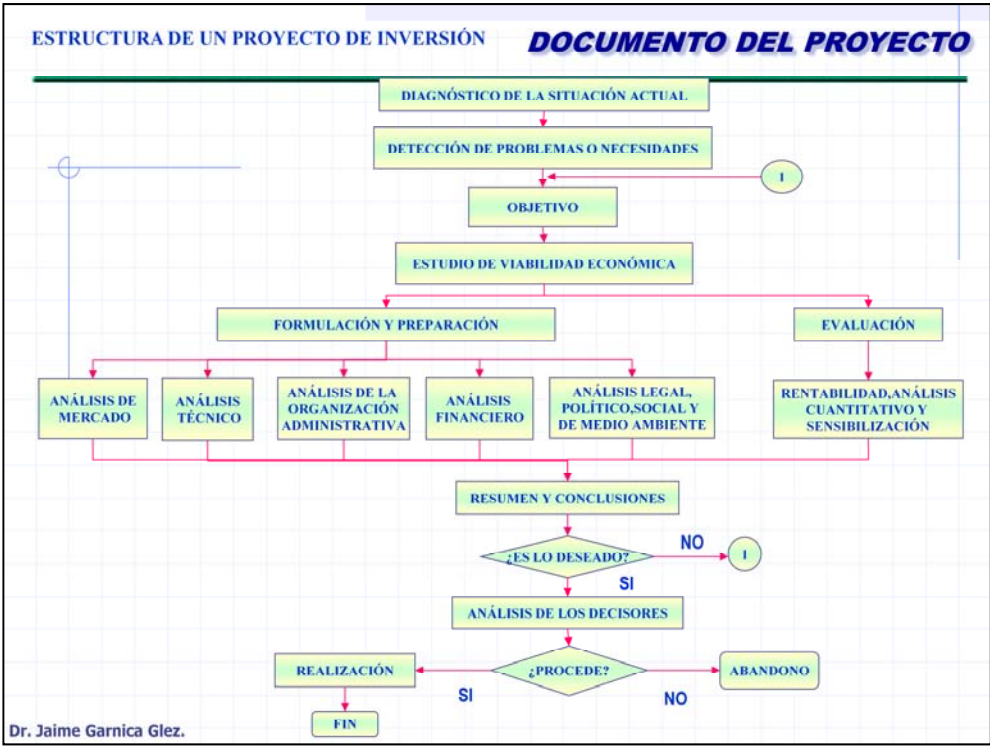 ESTRUCTURA DE UN PROYECTO DE INVERSIÓN
DOCUMENTO DEL PROYECTO
DIAGNÓSTICO DE LA SITUACIÓN ACTUAL
DETECCIÓN DE PROBLEMAS O NECESIDADES
1
OBJETIVO
ESTUDIO DE VIABILIDAD ECONÓMICA
FORMULACIÓN Y PREPARACIÓN
EVALUACIÓN
ANÁLISIS DE
MERCADO
ANÁLISIS
TÉCNICO
ANÁLISIS DE LA
ORGANIZACIÓN
ADMINISTRATIVA
ANÁLISIS
FINANCIERO
ANÁLISIS LEGAL,
POLÍTICO,SOCIAL Y
DE MEDIO AMBIENTE
RENTABILIDAD,ANÁLISIS
CUANTITATIVO Y
SENSIBILIZACIÓN
RESUMEN Y CONCLUSIONES
¿ES LO DESEADO?
NO
1
SI
ANÁLISIS DE LOS DECISORES
REALIZACIÓN
¿PROCEDE?
ABANDONO
SI
NO
FIN
Dr. Jaime Garnica Glez.